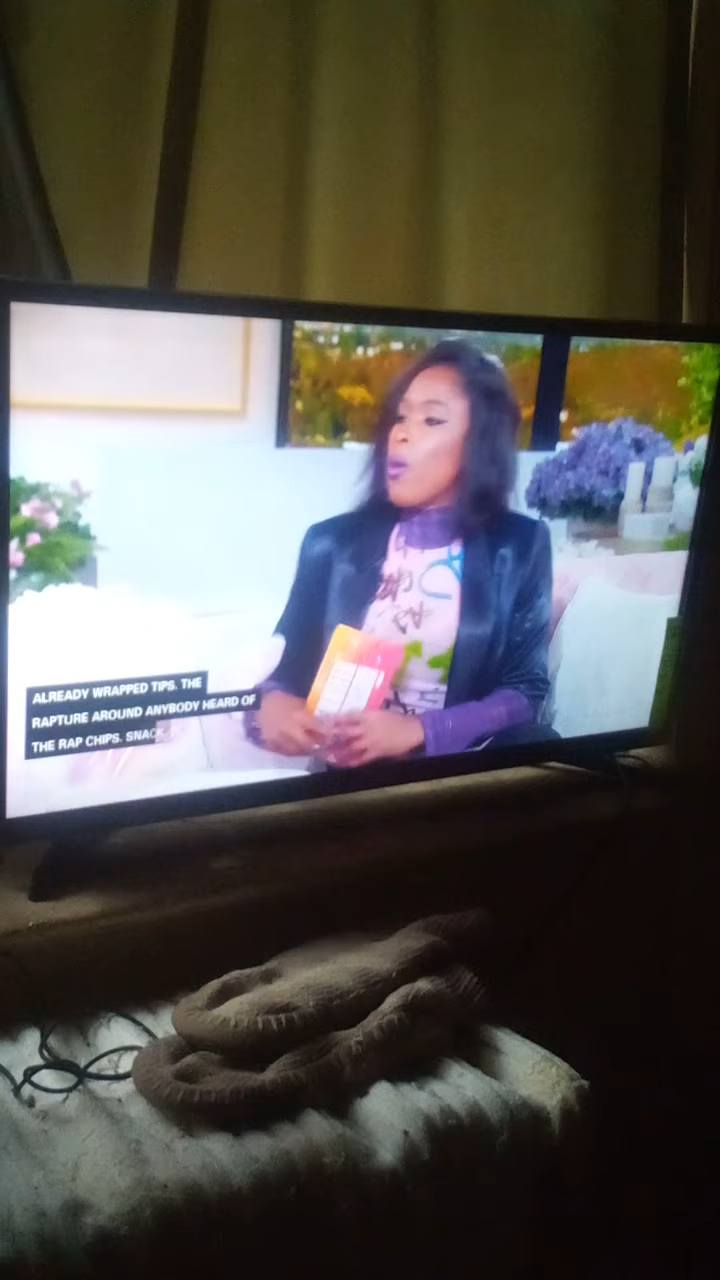 ALREADY WRAPPED TIPS. THE
RAPTURE AROUND ANYBODY HEARD OF
THE RAP CHIPS. SNACK